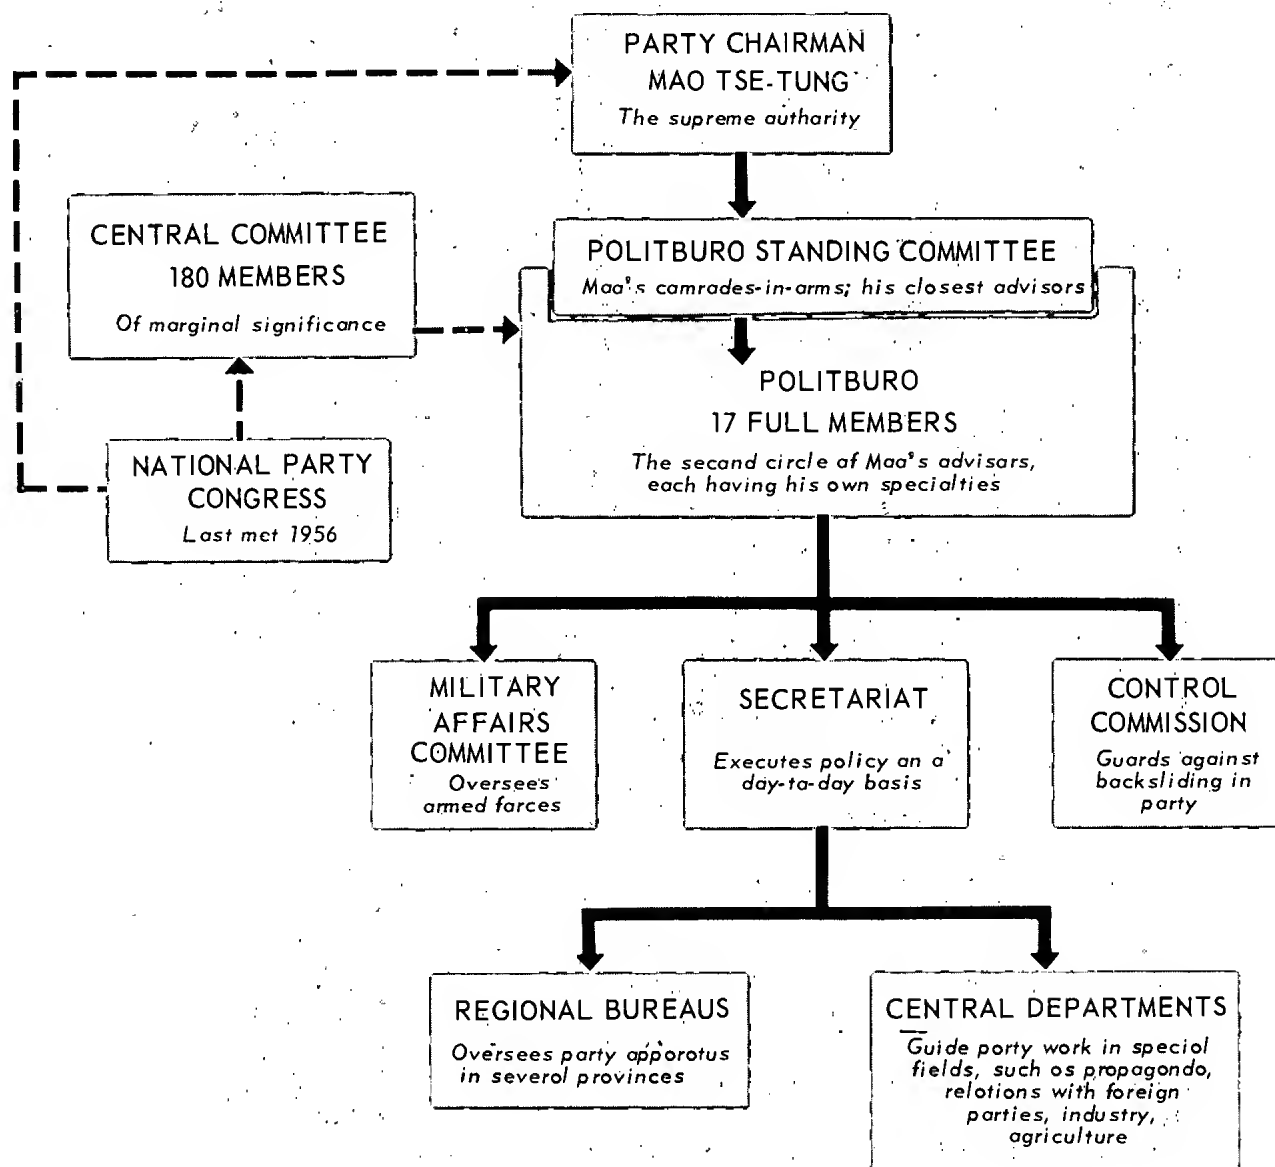 PARTY CHAIRMAN
MAO TSE-TUNG
The supreme authority
CENTRAL COMMITTEE
180 MEMBERS
Of marginal significance
POLITBURO STANDING COMMITTEE
Mao's comrades-in-arms; his closest advisors
POLITBURO
17 FULL MEMBERS
The second circle of Mao's advisors,
each having his own specialties
NATIONAL PARTY
CONGRESS
Last met 1956
MILITARY
AFFAIRS
COMMITTEE
Oversees
armed forces
SECRETARIAT
Executes policy on a
day-to-day basis
CONTROL
COMMISSION
Guards against
backsliding in
party
REGIONAL BUREAUS
Oversees party apparatus
in several provinces
CENTRAL DEPARTMENTS
Guide party work in special
fields, such as propaganda,
relations with foreign
parties, industry,
agriculture